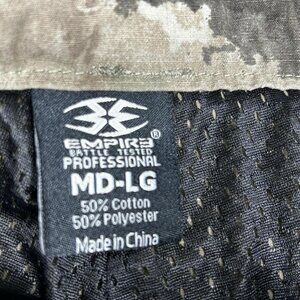 EMPIRE®
BATTLE TESTED
PROFESSIONAL
MD-LG
50% Cotton
50% Polyester
Made in China